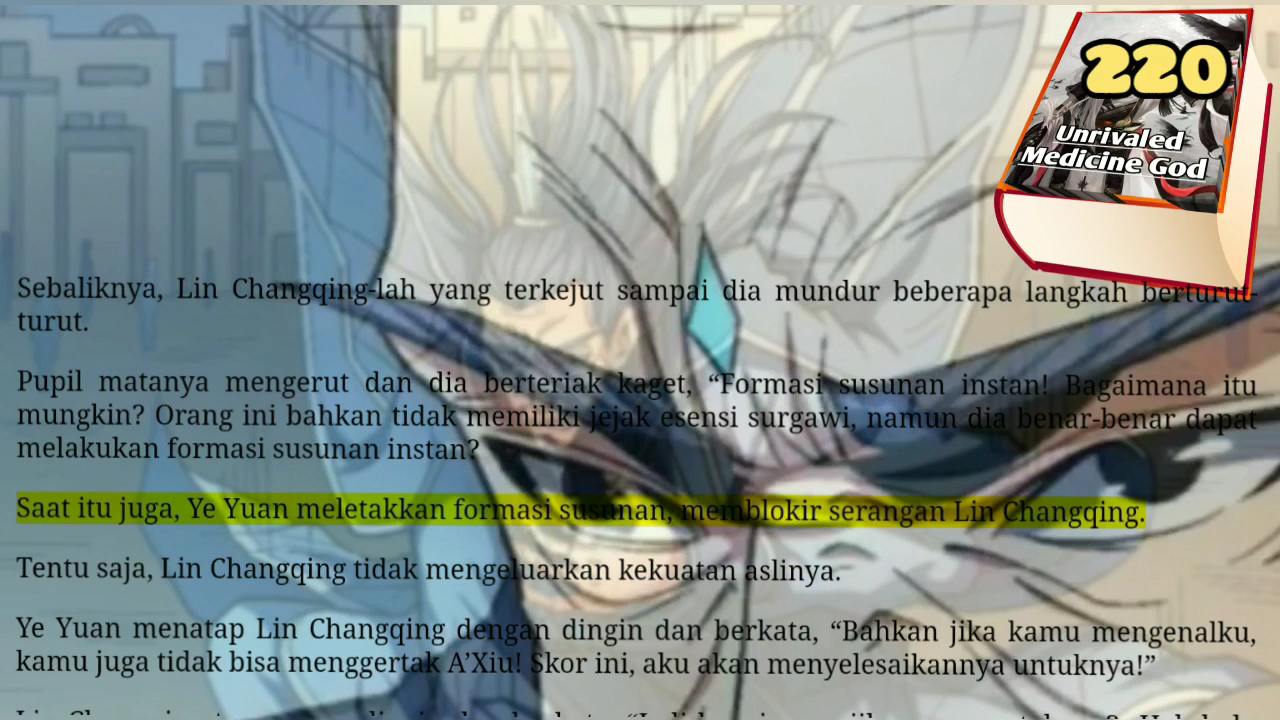 220
Unrivaled
Medicine God
Sebaliknya, Lin Changqing-lah yang terkejut sampai dia mundur beberapa langkah berturut-
turut.
Pupil matanya mengerut dan dia berteriak kaget, “Formasi susunan instan! Bagaimana itu
mungkin? Orang ini bahkan tidak memiliki jejak esensi surgawi, namun dia benar-benar dapat
melakukan formasi susunan instan?
Saat itu juga, Ye Yuan meletakkan formasi susunan, memblokir serangan Lin Changqing.
Tentu saja, Lin Changqing tidak mengeluarkan kekuatan aslinya.
Ye Yuan menatap Lin Changqing dengan dingin dan berkata, “Bahkan jika kamu mengenalku,
kamu juga tidak bisa menggertak A’Xiu! Skor ini, aku akan menyelesaikannya untuknya!”